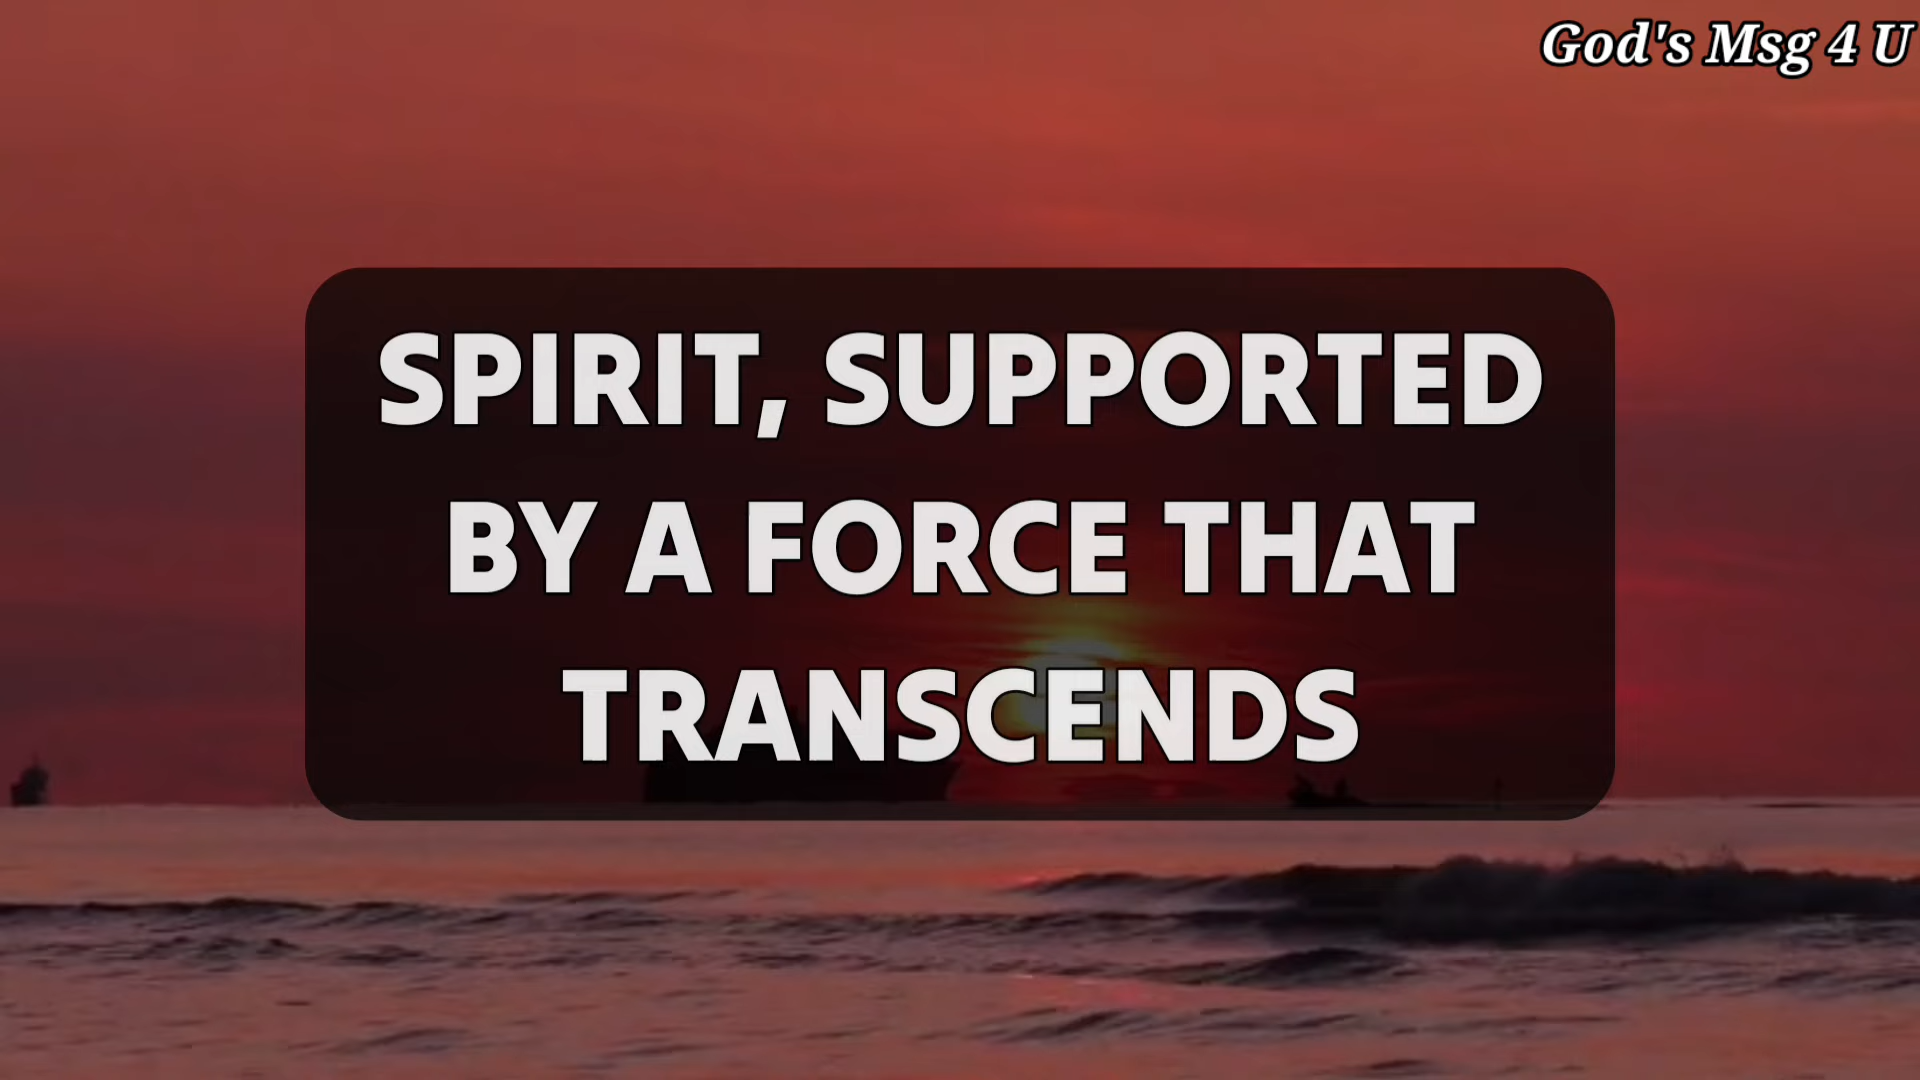 God's Msg 4 U
SPIRIT, SUPPORTED
BY A FORCE THAT
TRANSCENDS